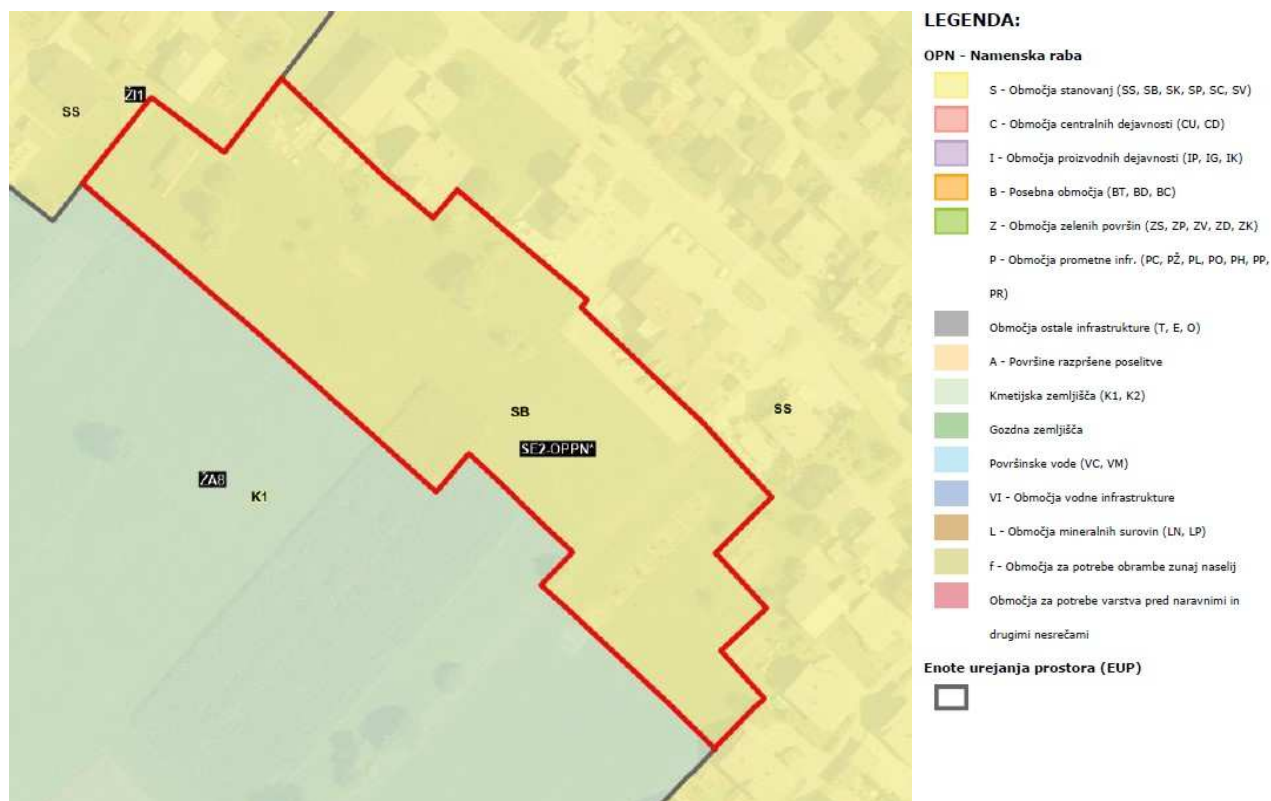 SS
ŽI1
SB
SE2-OPPN*
SS
ŽA8
K1
LEGENDA:
OPN - Namenska raba
S - Območja stanovanj (SS, SB, SK, SP, SC, SV)
C - Območja centralnih dejavnosti (CU, CD)
I - Območja proizvodnih dejavnosti (IP, IG, IK)
B - Posebna območja (BT, BD, BC)
Z - Območja zelenih površin (ZS, ZP, ZV, ZD, ZK)
P - Območja prometne infr. (PC, PŽ, PL, PO, PH, PP,
PR)
Območja ostale infrastrukture (T, E, O)
A - Površine razpršene poselitve
Kmetijska zemljišča (K1, K2)
Gozdna zemljišča
Površinske vode (VC, VM)
VI - Območja vodne infrastrukture
L - Območja mineralnih surovin (LN, LP)
f - Območja za potrebe obrambe zunaj naselij
Območja za potrebe varstva pred naravnimi in
drugimi nesrečami
Enote urejanja prostora (EUP)